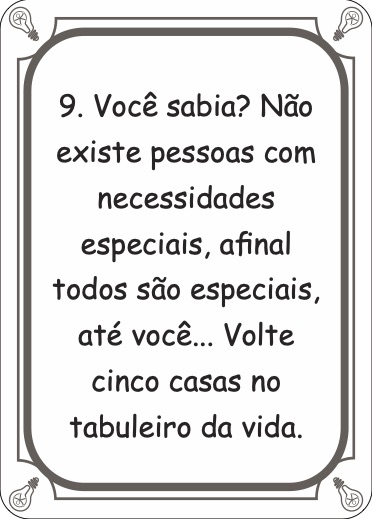 9. Você sabia? Não
existe pessoas com
necessidades
especiais, afinal
todos são especiais,
até você... Volte
cinco casas no
tabuleiro da vida.